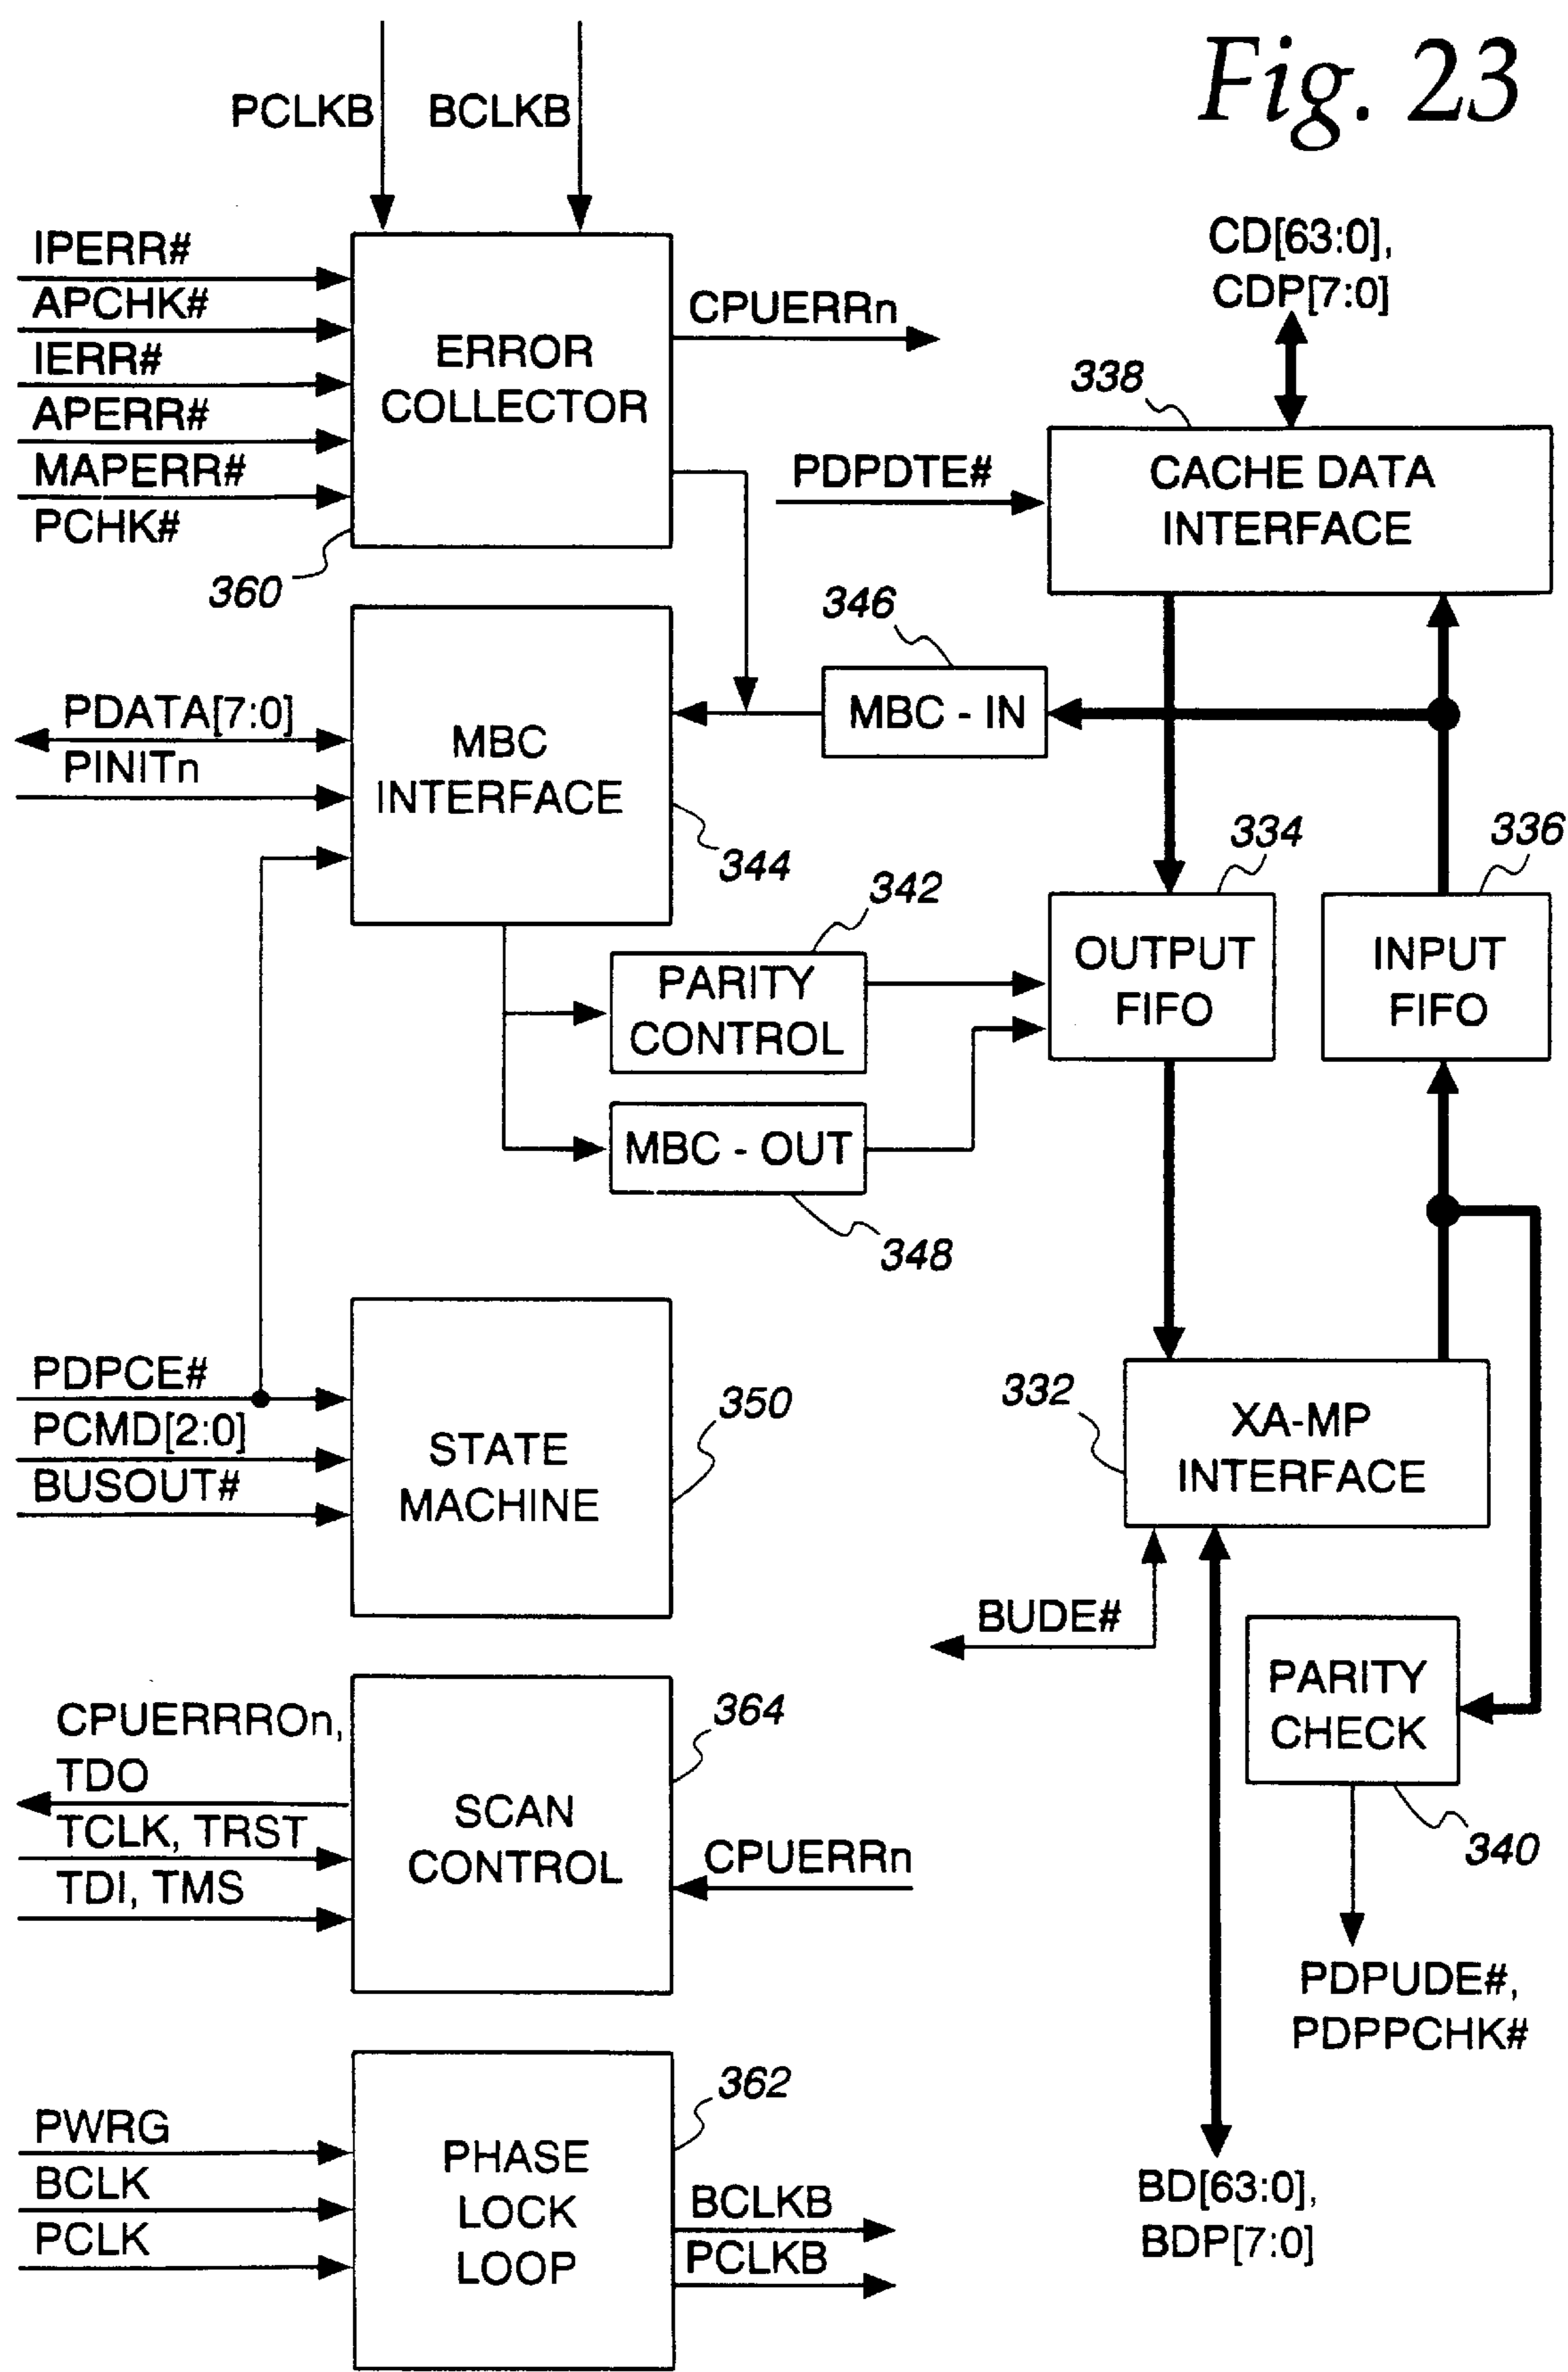 Fig. 23
PCLKB
BCLKB
IPERR#
APCHK#
IERR#
APERR#
MAPERR#
PCHK#
ERROR
COLLECTOR
360
CPUERRn
CD[63:0],
CDP[7:0]
338
PDPDTE#
CACHE DATA
INTERFACE
346
MBC - IN
PDATA[7:0]
PINITn
MBC
INTERFACE
344
342
PARITY
CONTROL
334
OUTPUT
FIFO
336
INPUT
FIFO
MBC - OUT
348
PDPCE#
PCMD[2:0]
BUSOUT#
STATE
MACHINE
350
332
XA-MP
INTERFACE
BUDE#
PARITY
CHECK
340
PDPUDE#,
PDPPCHK#
CPUERRROn,
TDO
TCLK, TRST
TDI, TMS
SCAN
CONTROL
364
CPUERRn
PWRG
BCLK
PCLK
PHASE
LOCK
LOOP
362
BCLKB
PCLKB
BD[63:0],
BDP[7:0]